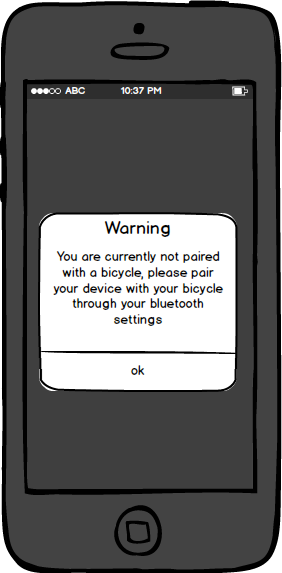 ABC 10:37 PM
Warning
You are currently not paired
with a bicycle, please pair
your device with your bicycle
through your bluetooth
settings
ok